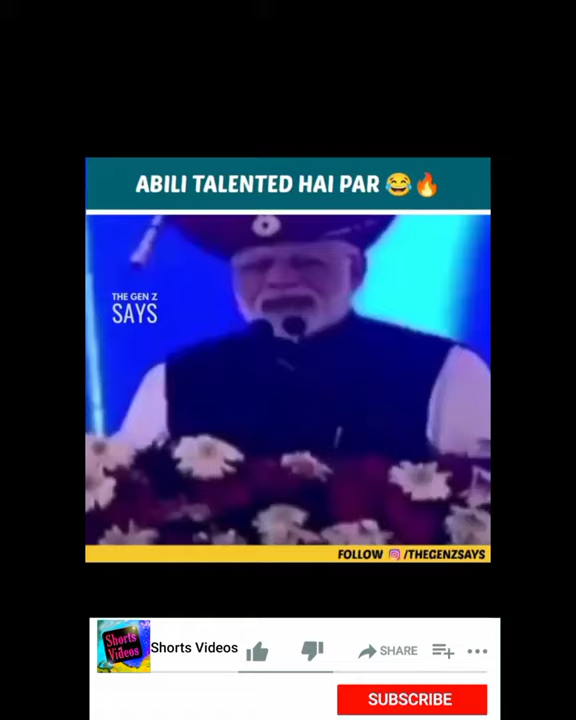 ABILI TALENTED HAI PAR 😂🔥
THE GEN Z
SAYS
FOLLOW /THEGENZSAYS
Shorts
Videos
Shorts Videos
SHARE
SUBSCRIBE